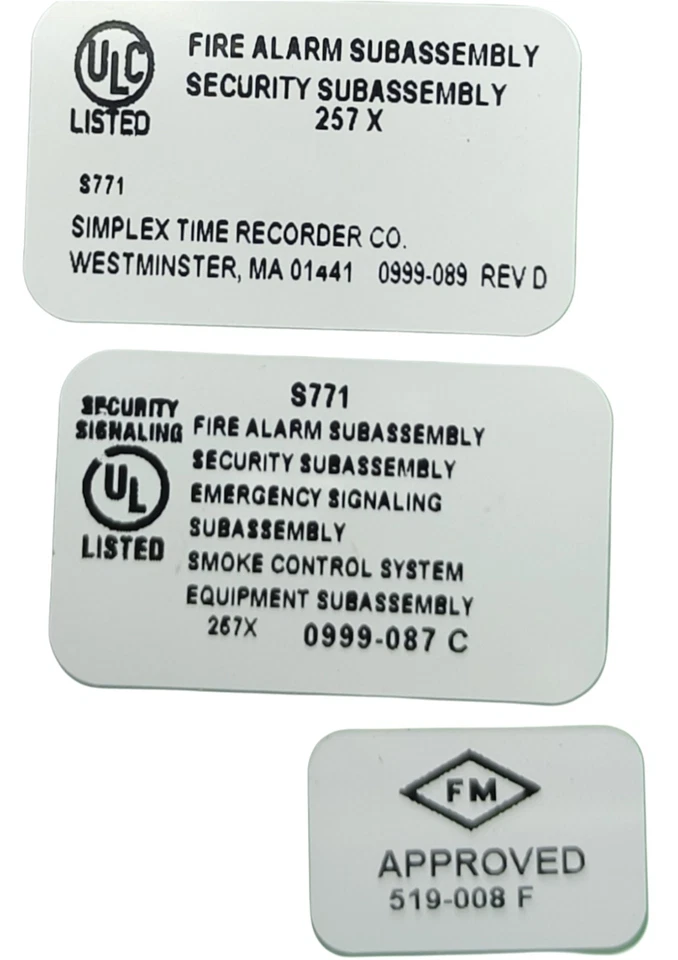 ULC
LISTED
FIRE ALARM SUBASSEMBLY
SECURITY SUBASSEMBLY
257 X
S771
SIMPLEX TIME RECORDER CO.
WESTMINSTER, MA 01441 0999-089 REV D
SECURITY
SIGNALING
UL
LISTED
S771
FIRE ALARM SUBASSEMBLY
SECURITY SUBASSEMBLY
EMERGENCY SIGNALING
SUBASSEMBLY
SMOKE CONTROL SYSTEM
EQUIPMENT SUBASSEMBLY
257X 0999-087 C
FM
APPROVED
519-008 F